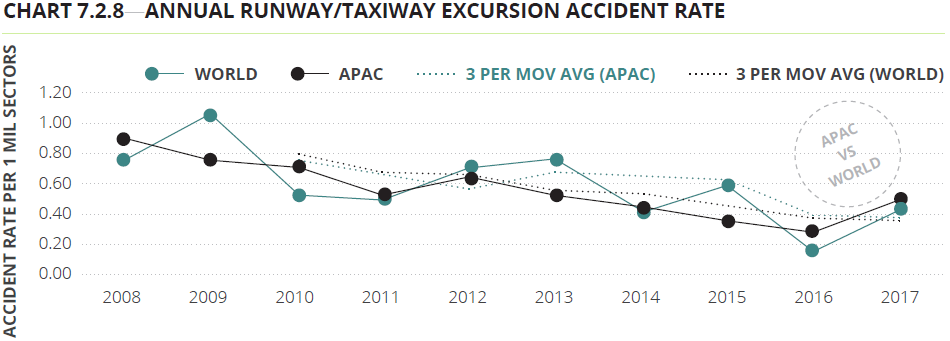 CHART 7.2.8—ANNUAL RUNWAY/TAXIWAY EXCURSION ACCIDENT RATE
ACCIDENT RATE PER 1 MIL SECTORS
WORLD APAC 3 PER MOV AVG (APAC) 3 PER MOV AVG (WORLD)
1.20
1.00
0.80
0.60
0.40
0.20
0.00
APAC
VS
WORLD
2008 2009 2010 2011 2012 2013 2014 2015 2016 2017